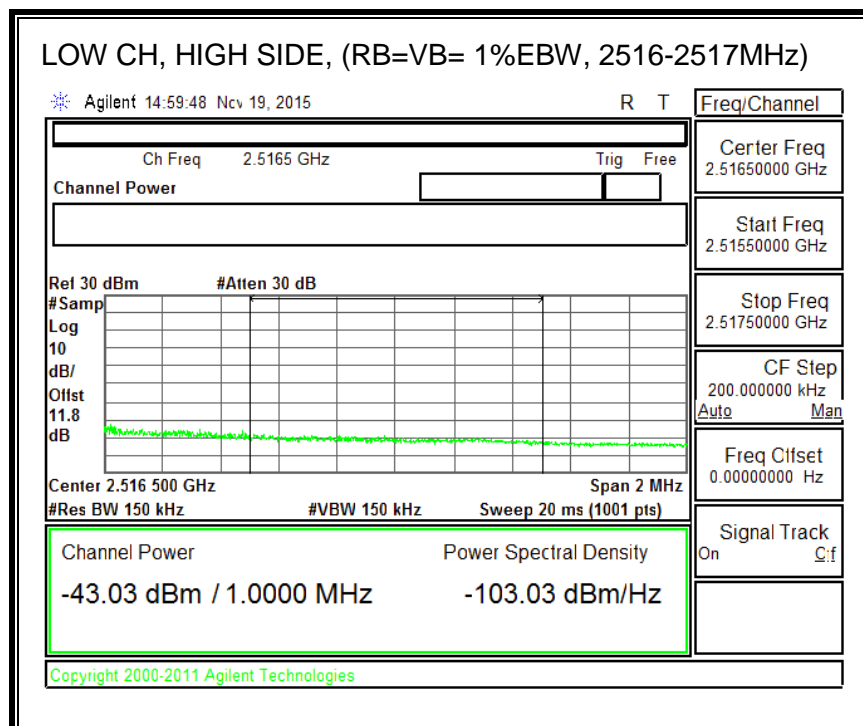 LOW CH, HIGH SIDE, (RB=VB= 1%EBW, 2516-2517MHz)
Agilent 14:59:48 Nov 19, 2015 R T
Freq/Channel
Ch Freq 2.5165 GHz Trig Free
Channel Power
Center Freq
2.51650000 GHz
Start Freq
2.51550000 GHz
Stop Freq
2.51750000 GHz
CF Step
200.000000 kHz
Auto Man
Freq Offset
0.00000000 Hz
Signal Track
On Off
Ref 30 dBm #Atten 30 dB
#Samp
Log
10
dB/
Offst
11.8
dB
Center 2.516 500 GHz Span 2 MHz
#Res BW 150 kHz #VBW 150 kHz Sweep 20 ms (1001 pts)
Channel Power Power Spectral Density
-43.03 dBm / 1.0000 MHz -103.03 dBm/Hz
Copyright 2000-2011 Agilent Technologies